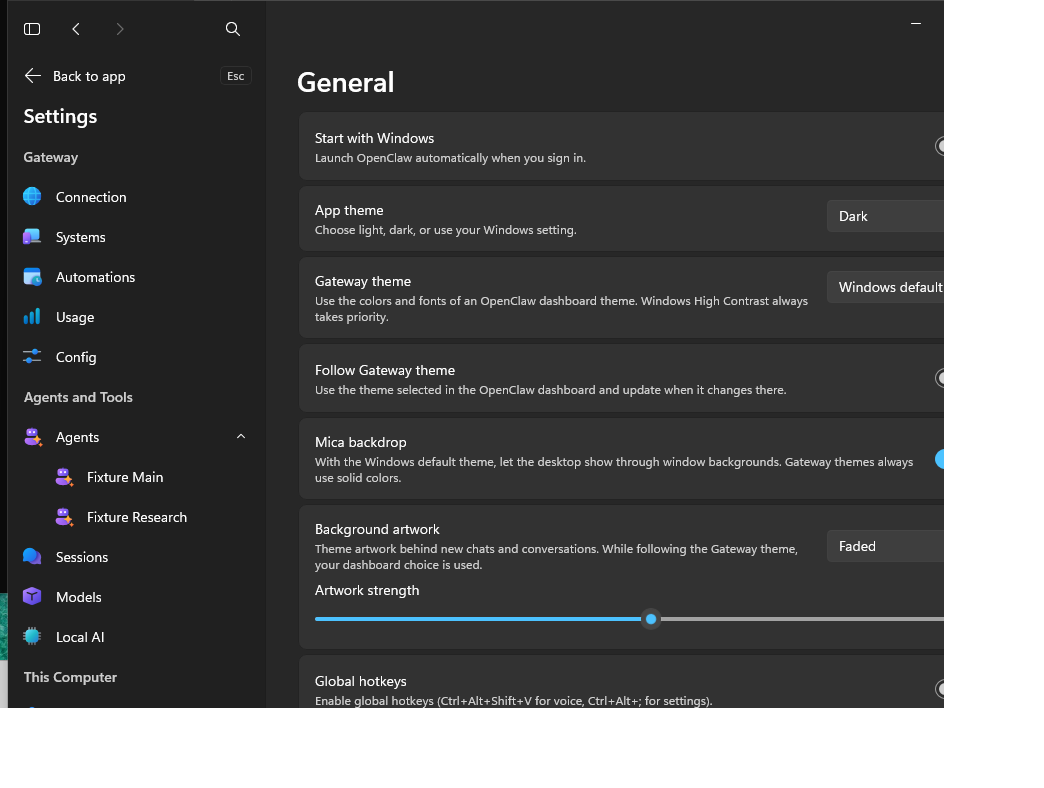 Back to app
Esc
Settings
Gateway
Connection
Systems
Automations
Usage
Config
Agents and Tools
Agents
Fixture Main
Fixture Research
Sessions
Models
Local AI
This Computer
General
Start with Windows
Launch OpenClaw automatically when you sign in.
App theme
Choose light, dark, or use your Windows setting.
Dark
Gateway theme
Use the colors and fonts of an OpenClaw dashboard theme. Windows High Contrast always
takes priority.
Windows default
Follow Gateway theme
Use the theme selected in the OpenClaw dashboard and update when it changes there.
Mica backdrop
With the Windows default theme, let the desktop show through window backgrounds. Gateway themes always
use solid colors.
Background artwork
Theme artwork behind new chats and conversations. While following the Gateway theme,
your dashboard choice is used.
Faded
Artwork strength
Global hotkeys
Enable global hotkeys (Ctrl+Alt+Shift+V for voice, Ctrl+Alt+; for settings).